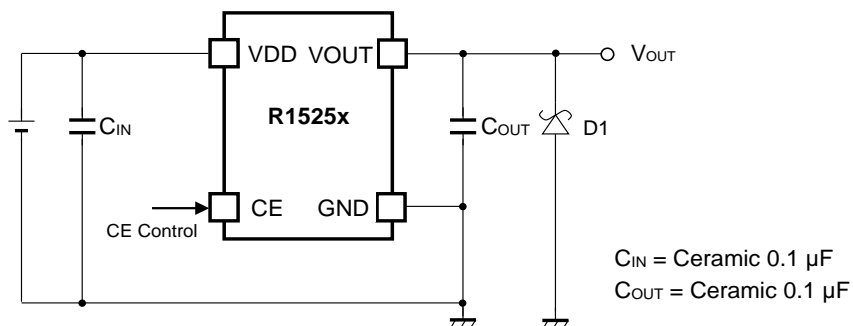 VDD VOUT
VOUT
R1525x
CIN
COUT
D1
CE GND
CE Control
CIN = Ceramic 0.1 µF
COUT = Ceramic 0.1 µF